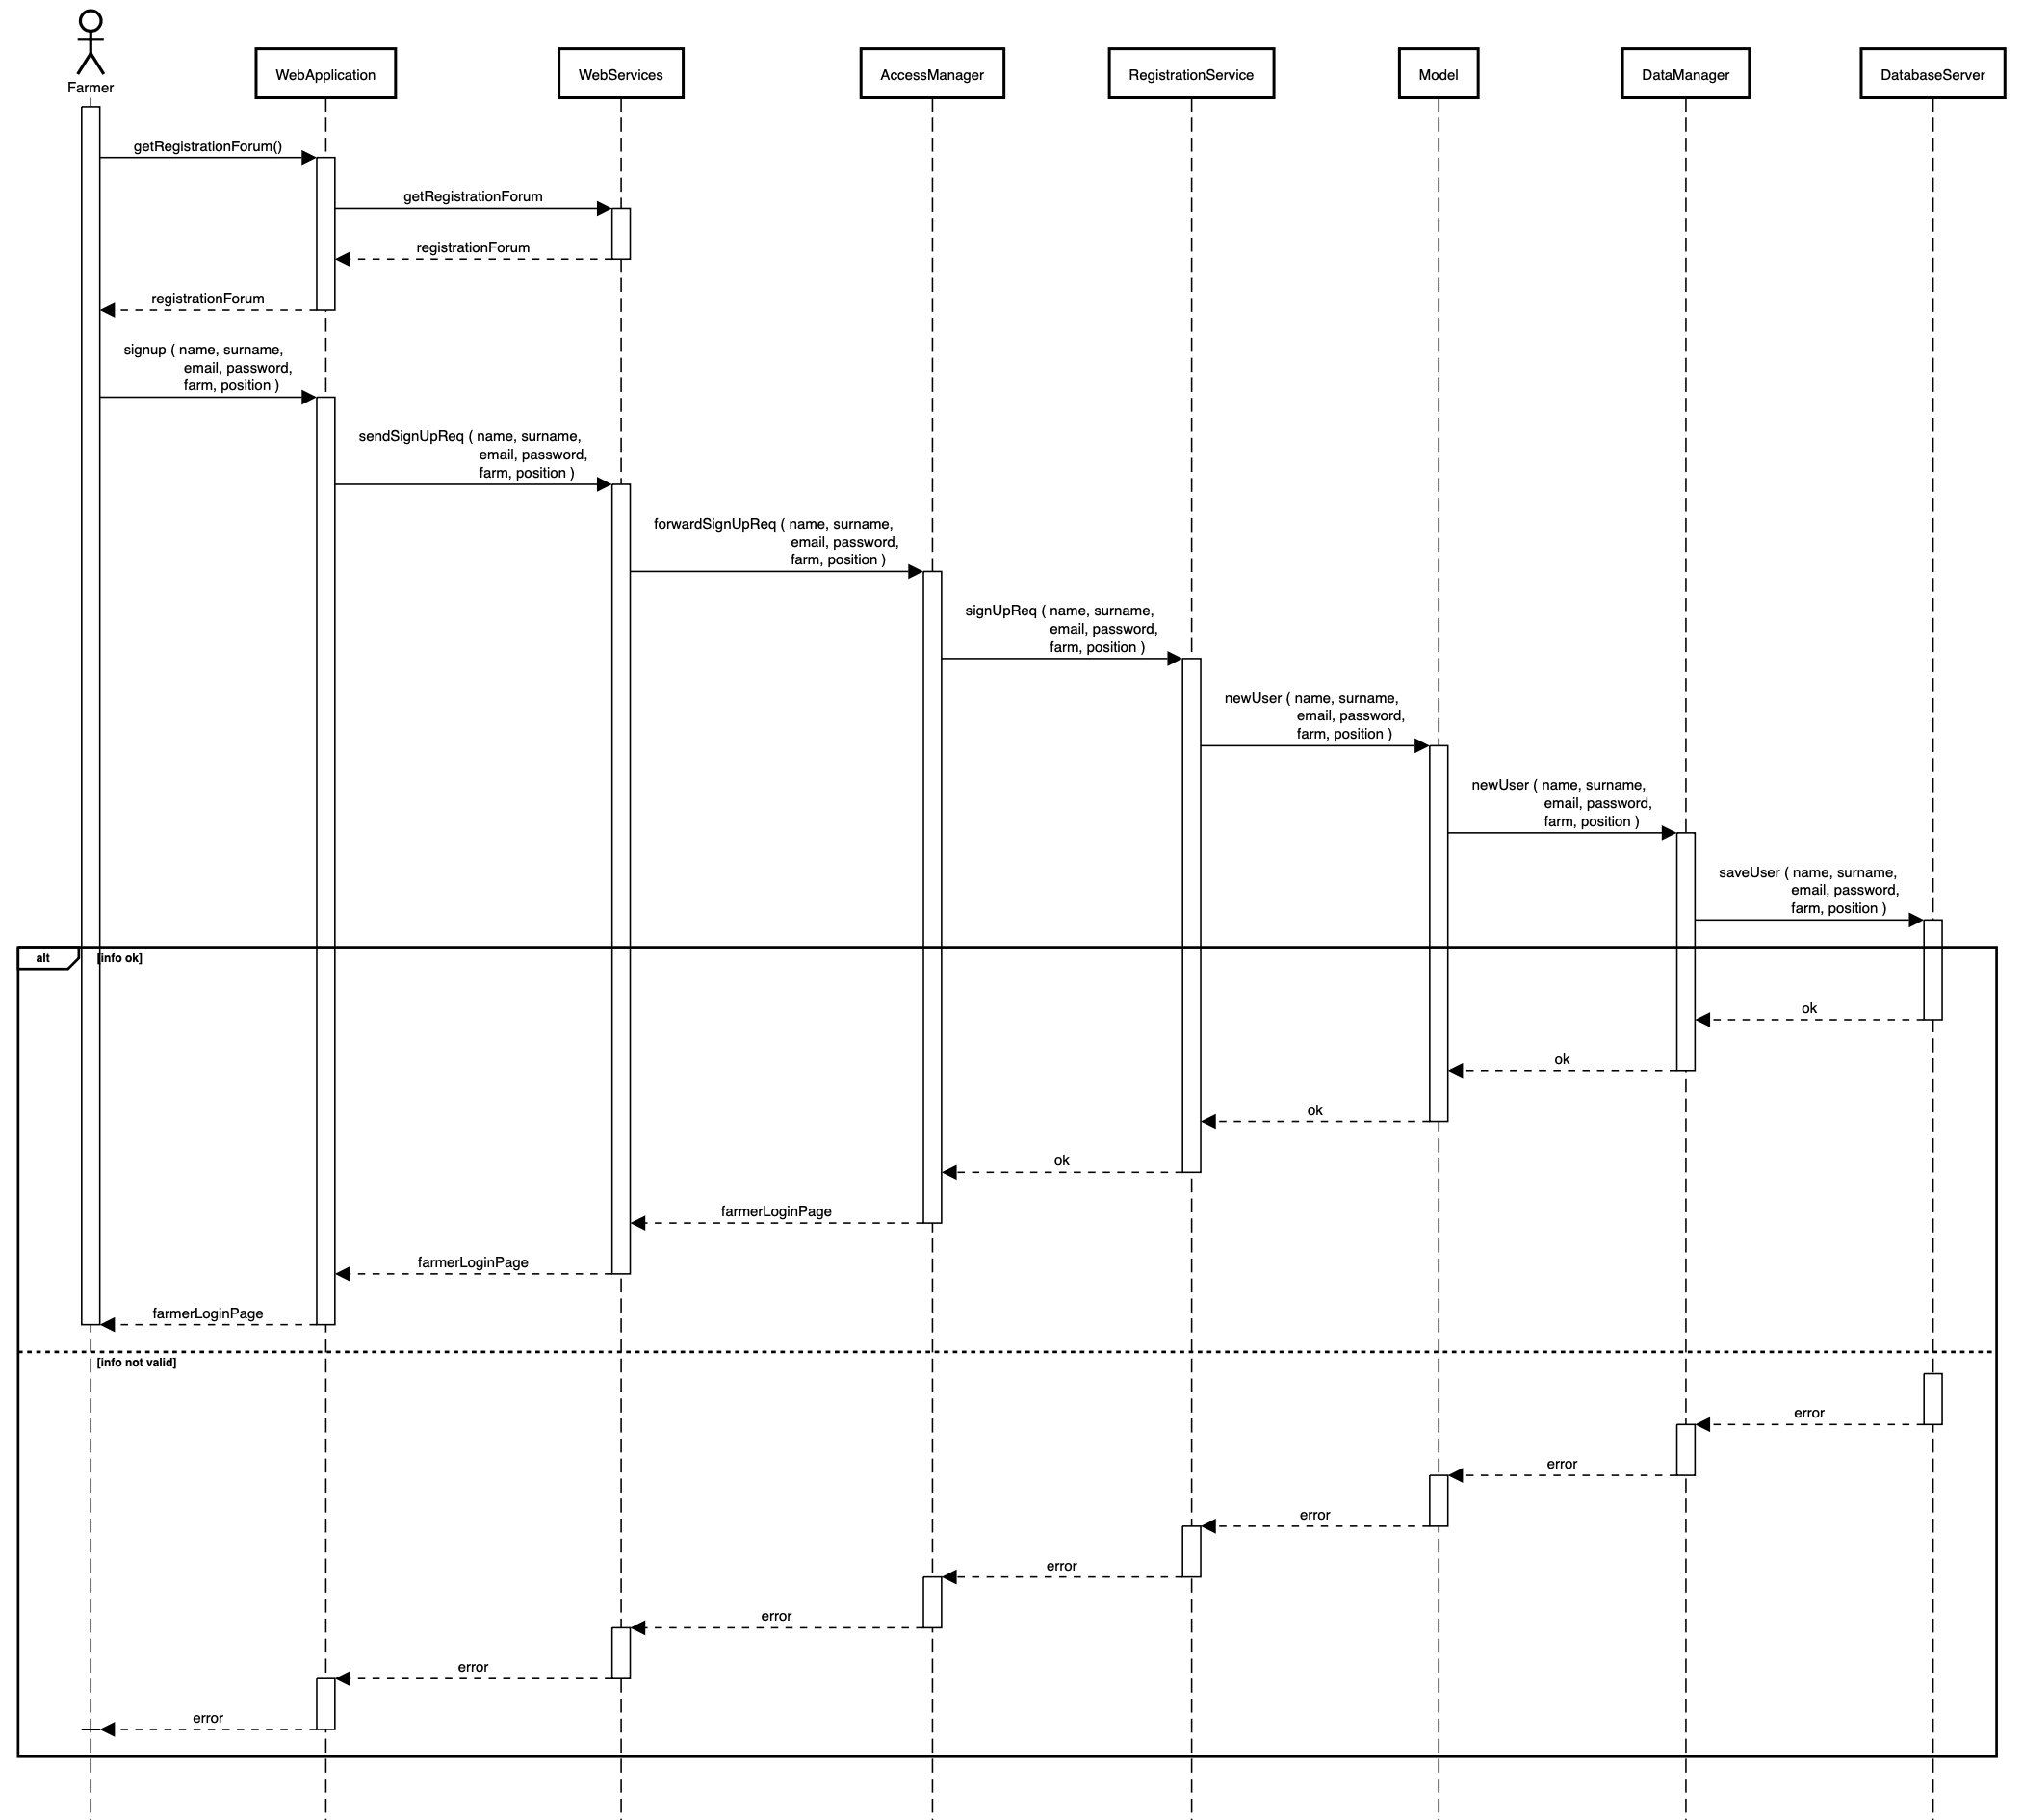 Farmer
WebApplication
WebServices
AccessManager
RegistrationService
Model
DataManager
DatabaseServer
getRegistrationForum()
getRegistrationForum
registrationForum
registrationForum
signup ( name, surname,
email, password,
farm, position )
sendSignUpReq ( name, surname,
email, password,
farm, position )
forwardSignUpReq ( name, surname,
email, password,
farm, position )
signUpReq ( name, surname,
email, password,
farm, position )
newUser ( name, surname,
email, password,
farm, position )
newUser ( name, surname,
email, password,
farm, position )
saveUser ( name, surname,
email, password,
farm, position )
alt
[info ok]
ok
ok
ok
ok
farmerLoginPage
farmerLoginPage
farmerLoginPage
[info not valid]
error
error
error
error
error
error
error